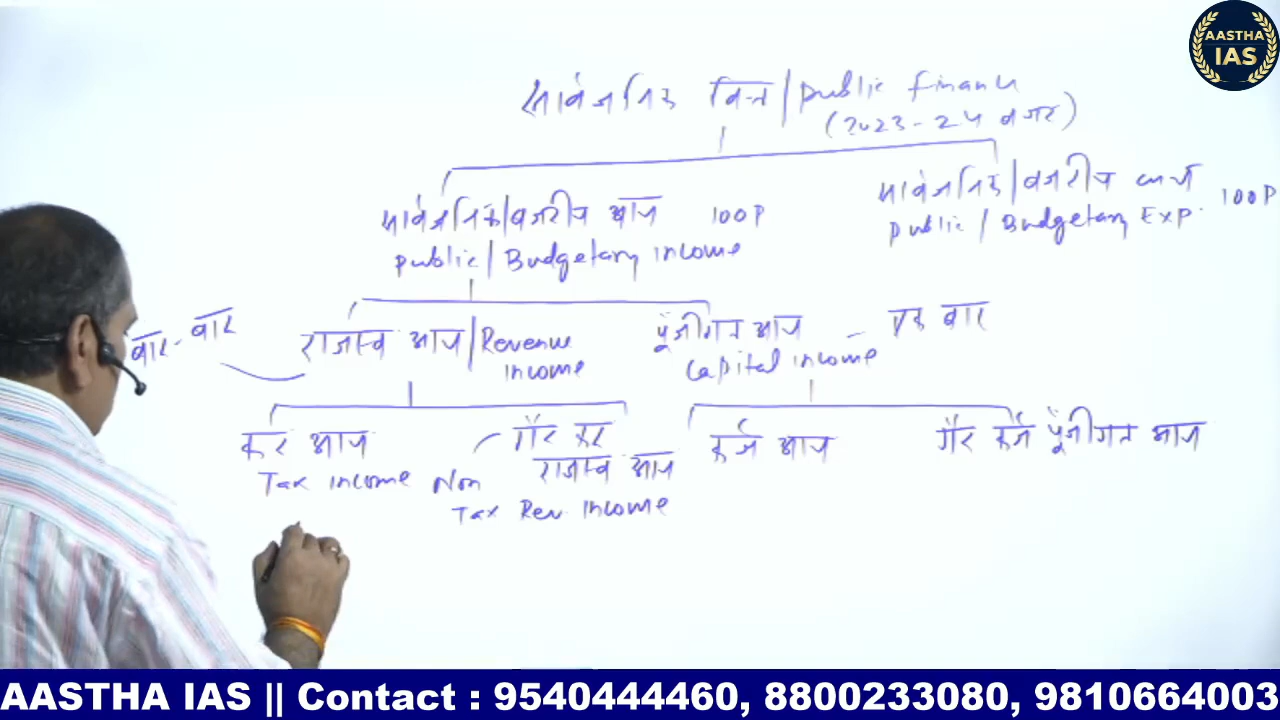 AASTHA
IAS
सार्वजनिक वित्त / public finance
(2023-24 बजट)
सार्वजनिक / बजटीय आय 100P
public / Budgetary income
सार्वजनिक / बजटीय व्यय 100P
public / Budgetary Exp.
बार-बार
राजस्व आय / Revenue
income
पूंजीगत आय - एक बार
Capital income
कर आय
Tax income
गैर कर
राजस्व आय
Non
Tax Rev. income
कर्ज आय
गैर कर्ज पूंजीगत आय
AASTHA IAS || Contact : 9540444460, 8800233080, 9810664003